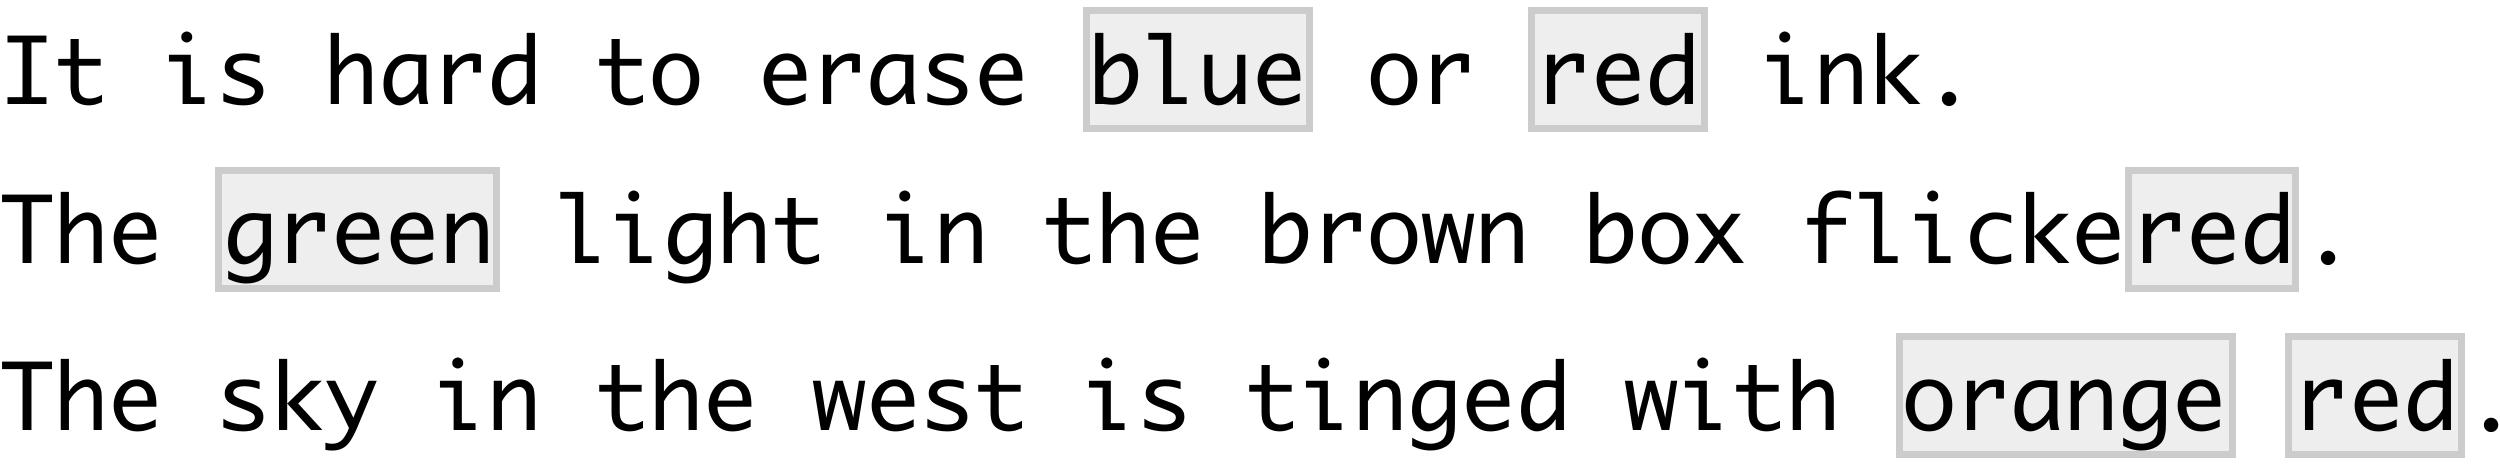 It is hard to erase blue or red ink.
The green light in the brown box flickered.
The sky in the west is tinged with orange red.